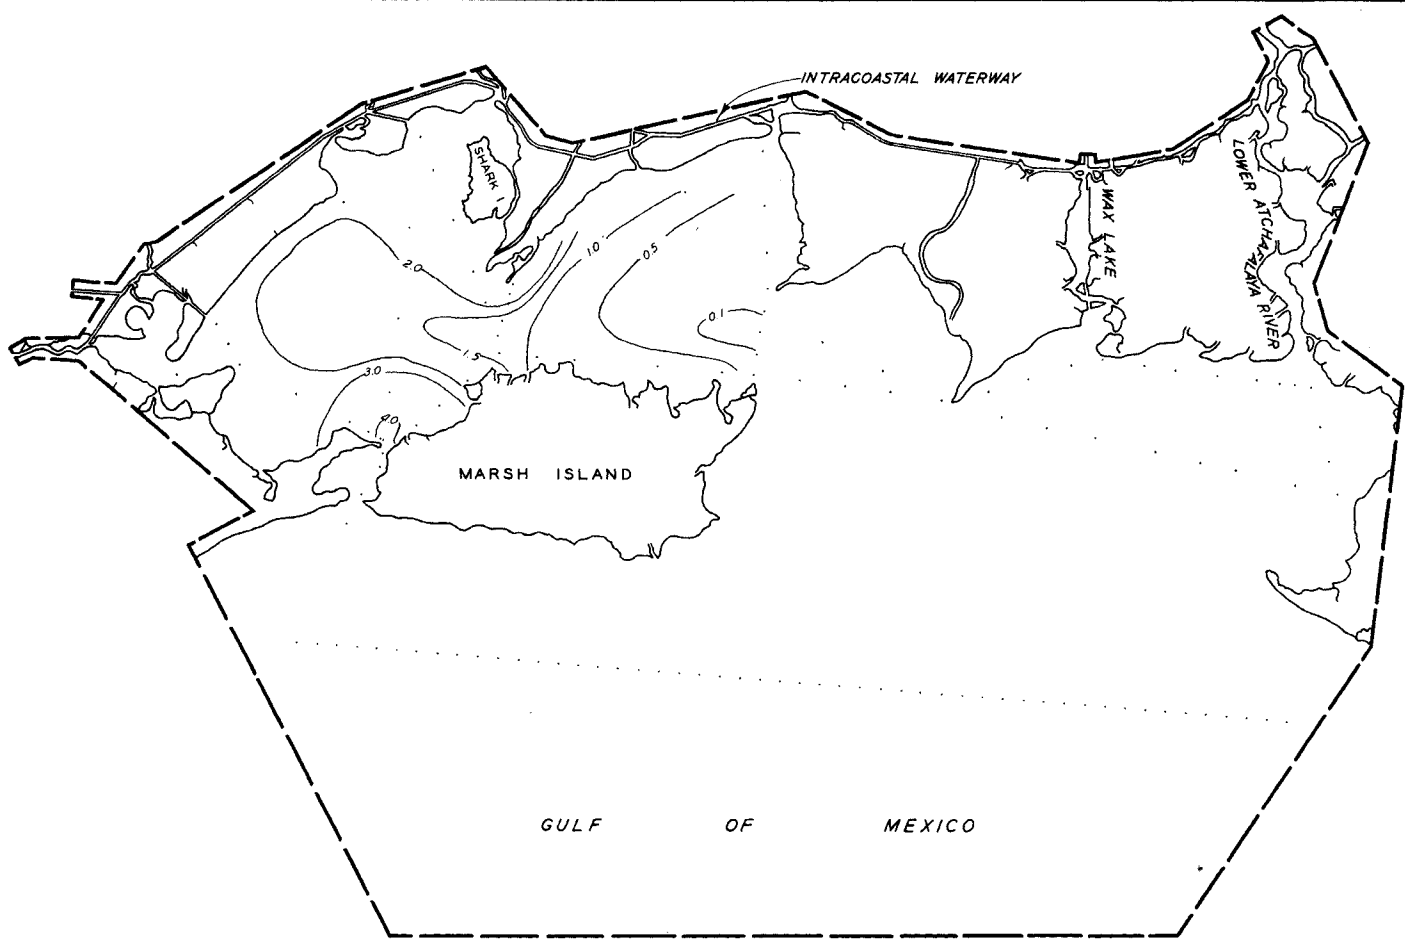 INTRACOASTAL WATERWAY
SHARK I
LOWER ATCHAFALAYA RIVER
WAX LAKE
2.0
1.0
0.5
0.1
1.5
3.0
4.0
MARSH ISLAND
GULF OF MEXICO